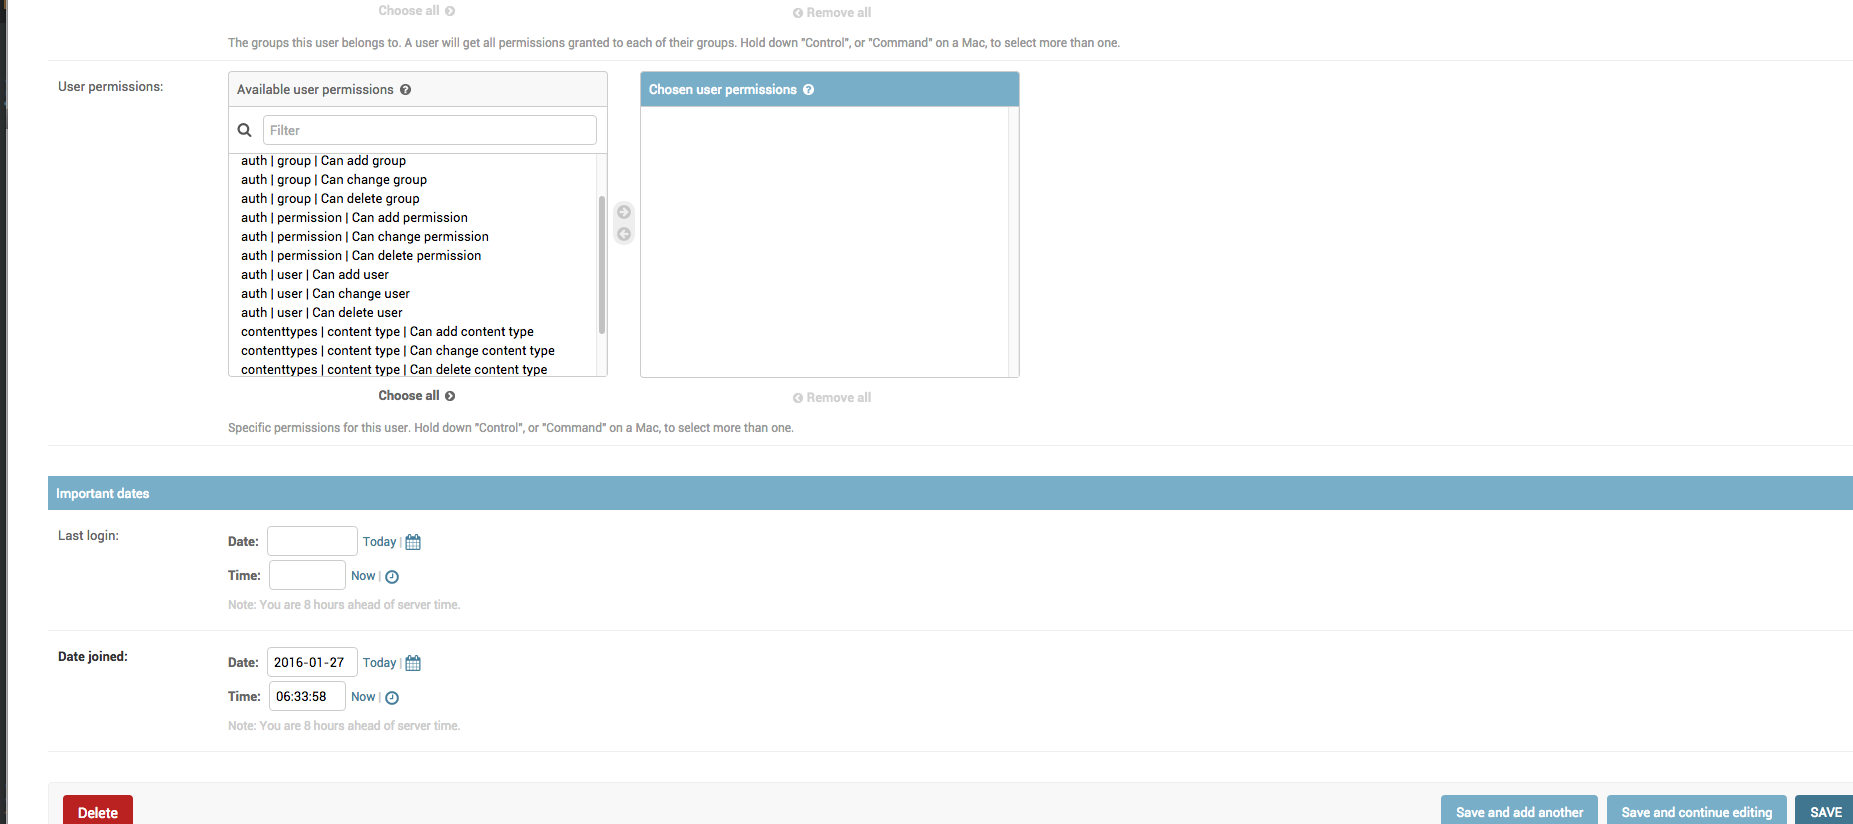 Choose all
Remove all
The groups this user belongs to. A user will get all permissions granted to each of their groups. Hold down "Control", or "Command" on a Mac, to select more than one.
User permissions:
Available user permissions ?
Chosen user permissions ?
Filter
auth | group | Can add group
auth | group | Can change group
auth | group | Can delete group
auth | permission | Can add permission
auth | permission | Can change permission
auth | permission | Can delete permission
auth | user | Can add user
auth | user | Can change user
auth | user | Can delete user
contenttypes | content type | Can add content type
contenttypes | content type | Can change content type
contenttypes | content type | Can delete content type
Choose all
Remove all
Specific permissions for this user. Hold down "Control", or "Command" on a Mac, to select more than one.
Important dates
Last login:
Date: Today |
Time: Now |
Note: You are 8 hours ahead of server time.
Date joined:
Date: 2016-01-27 Today |
Time: 06:33:58 Now |
Note: You are 8 hours ahead of server time.
Delete
Save and add another
Save and continue editing
SAVE